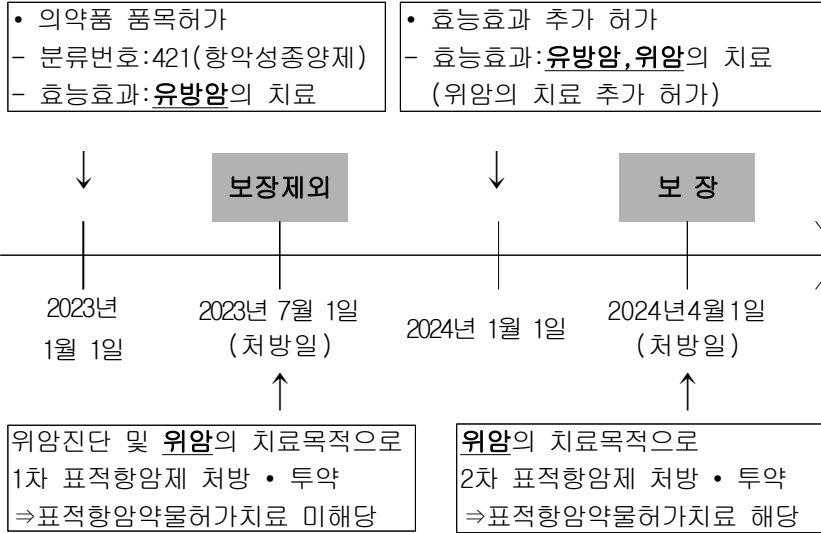 • 의약품 품목허가
- 분류번호:421(항악성종양제)
- 효능효과:유방암의 치료
• 효능효과 추가 허가
- 효능효과:유방암,위암의 치료
(위암의 치료 추가 허가)
보장제외
보 장
2023년
1월 1일
2023년 7월 1일
(처방일)
2024년 1월 1일
2024년4월1일
(처방일)
위암진단 및 위암의 치료목적으로
1차 표적항암제 처방 • 투약
⇒표적항암약물허가치료 미해당
위암의 치료목적으로
2차 표적항암제 처방 • 투약
⇒표적항암약물허가치료 해당